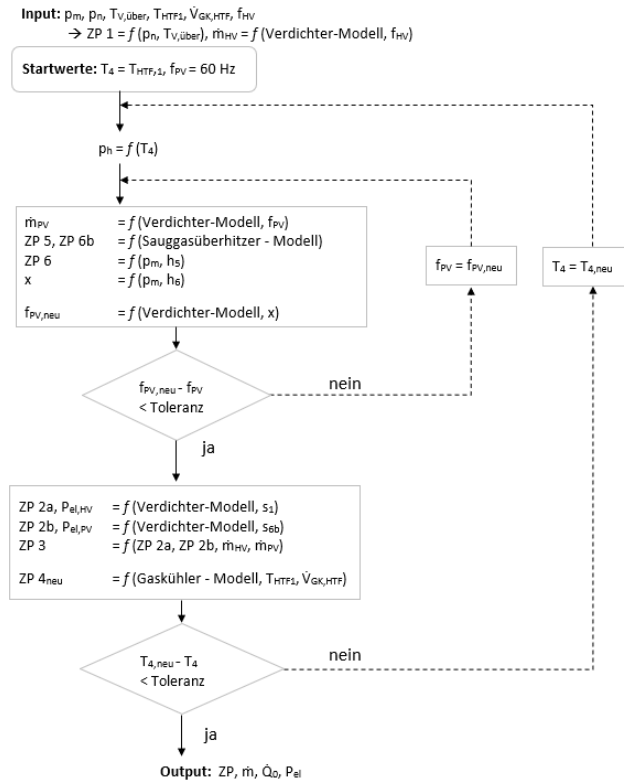 Input: pm, pn, TV,über, THTF1, V̇GK,HTF, fHV
→ ZP 1 = f (pn, TV,über), ṁHV = f (Verdichter-Modell, fHV)
Startwerte: T4 = THTF,1, fPV = 60 Hz
ph = f (T4)
ṁPV = f (Verdichter-Modell, fPV)
ZP 5, ZP 6b = f (Sauggasüberhitzer - Modell)
ZP 6 = f (pm, h5)
x = f (pm, h6)
fPV,neu = f (Verdichter-Modell, x)
fPV = fPV,neu
T4 = T4,neu
fPV,neu - fPV
< Toleranz
nein
ja
ZP 2a, Pel,HV = f (Verdichter-Modell, s1)
ZP 2b, Pel,PV = f (Verdichter-Modell, s6b)
ZP 3 = f (ZP 2a, ZP 2b, ṁHV, ṁPV)
ZP 4neu = f (Gaskühler - Modell, THTF1, V̇GK,HTF)
T4,neu - T4
< Toleranz
nein
ja
Output: ZP, ṁ, Q̇0, Pel